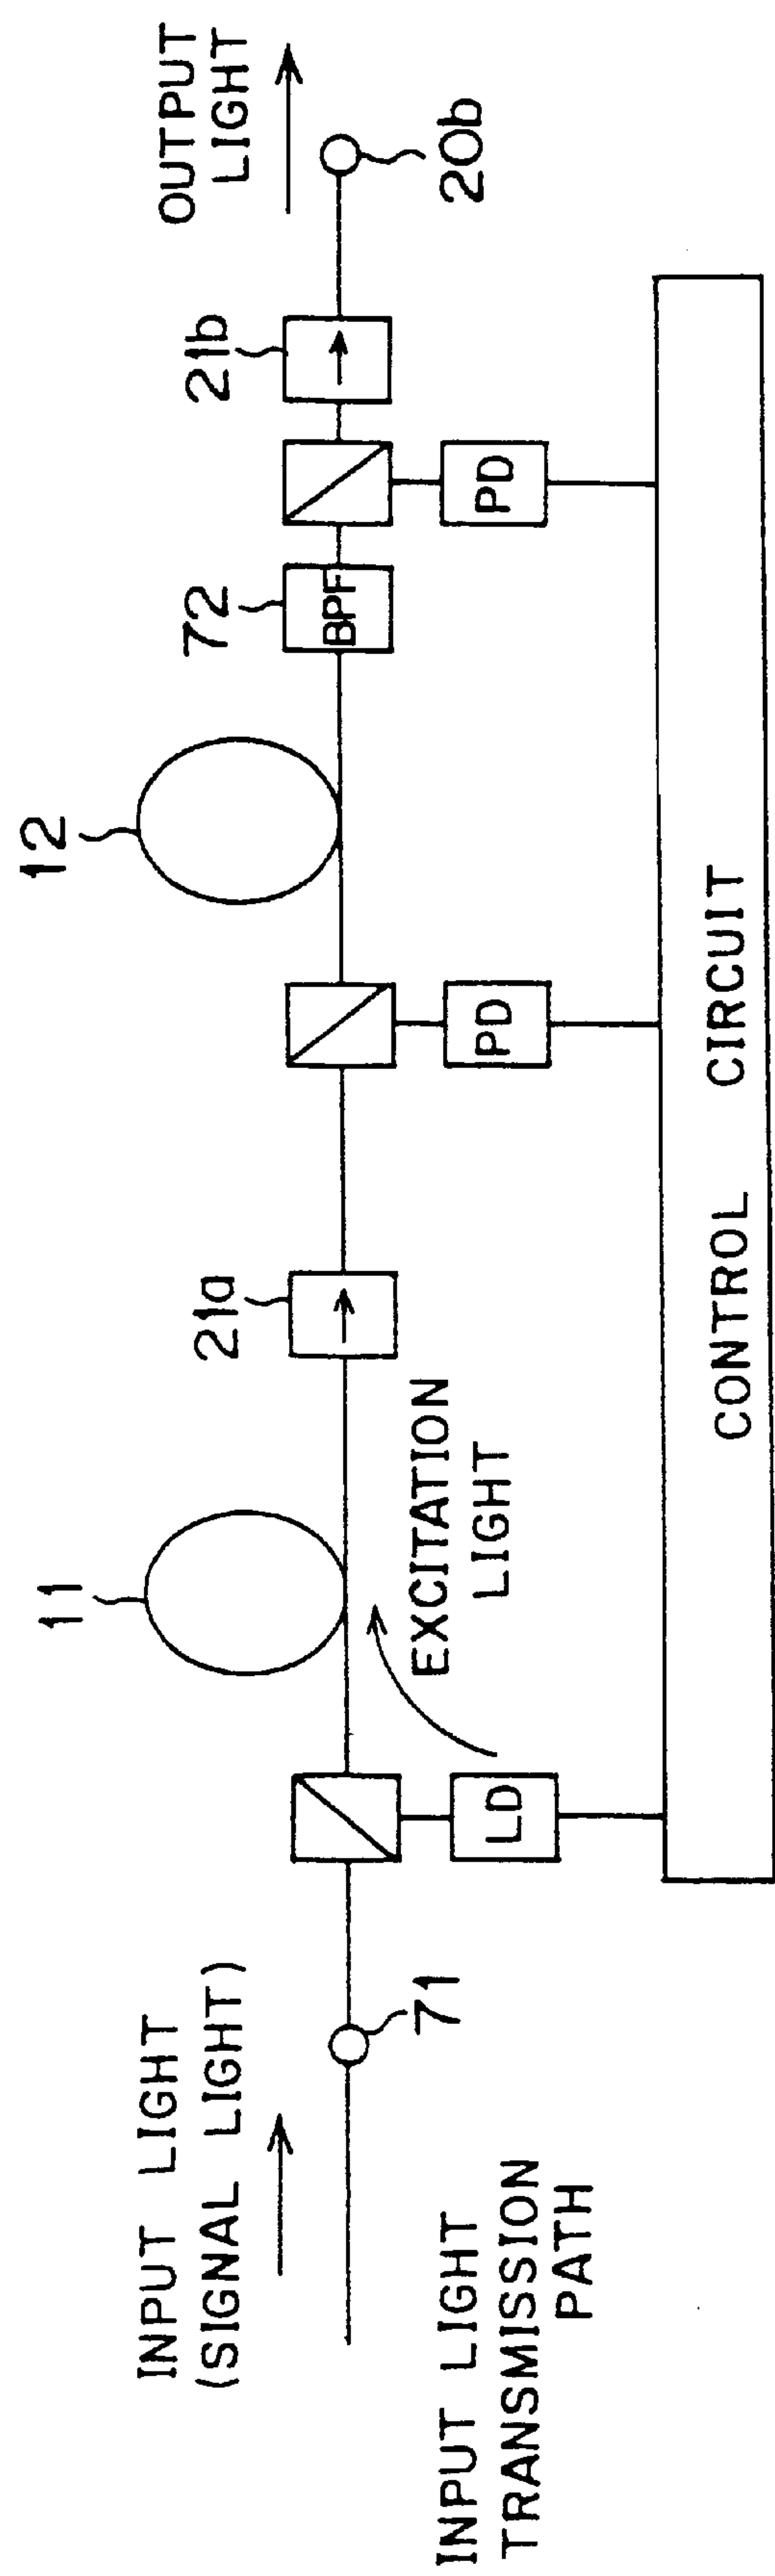 INPUT LIGHT
(SIGNAL LIGHT)
INPUT LIGHT
TRANSMISSION
PATH
71
LD
EXCITATION
LIGHT
11
21a
PD
12
72
BPF
PD
21b
OUTPUT
LIGHT
20b
CONTROL CIRCUIT